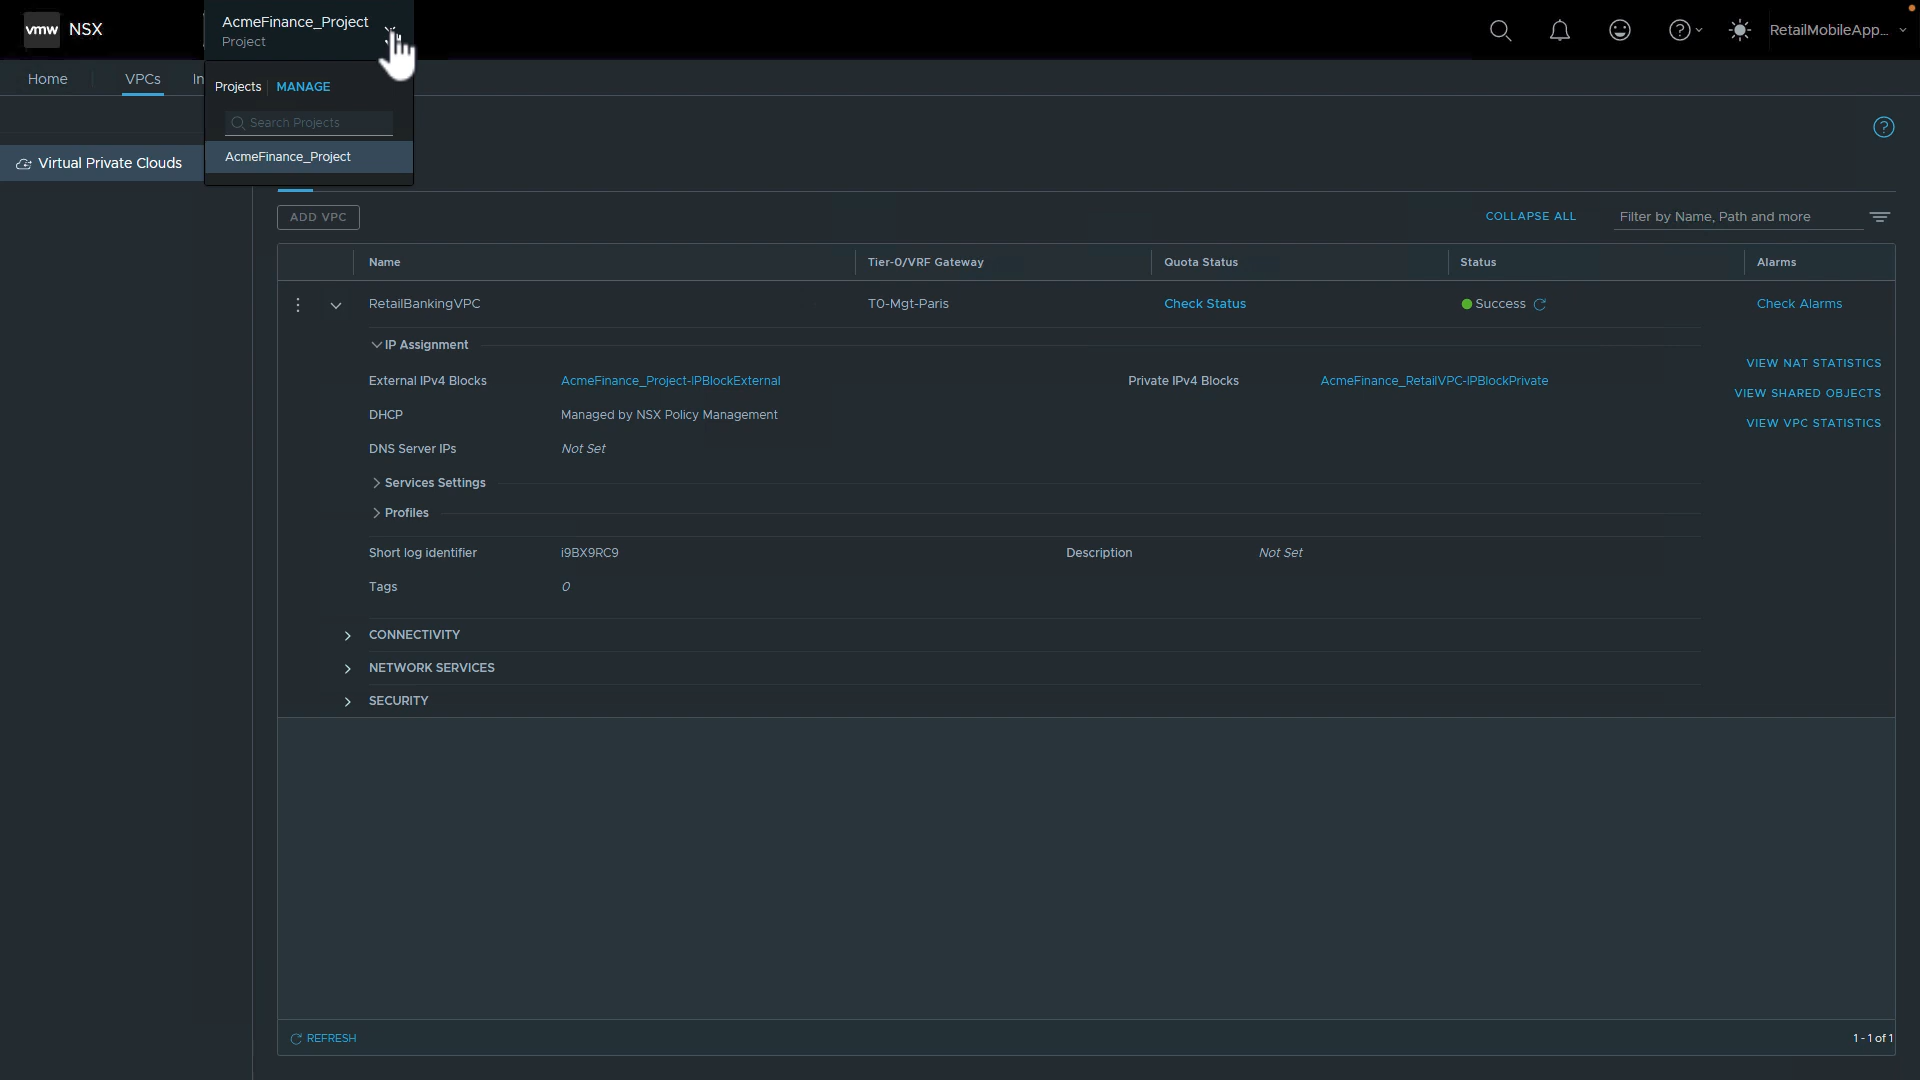 vmw NSX
AcmeFinance_Project
Project
RetailMobileApp...
Home
VPCs
In
Projects MANAGE
Search Projects
AcmeFinance_Project
Virtual Private Clouds
ADD VPC
COLLAPSE ALL
Filter by Name, Path and more
Name Tier-0/VRF Gateway Quota Status Status Alarms
RetailBankingVPC T0-Mgt-Paris Check Status Success Check Alarms
IP Assignment
VIEW NAT STATISTICS
External IPv4 Blocks AcmeFinance_Project-IPBlockExternal Private IPv4 Blocks AcmeFinance_RetailVPC-IPBlockPrivate
VIEW SHARED OBJECTS
DHCP Managed by NSX Policy Management
VIEW VPC STATISTICS
DNS Server IPs Not Set
Services Settings
Profiles
Short log identifier i9BX9RC9 Description Not Set
Tags 0
CONNECTIVITY
NETWORK SERVICES
SECURITY
REFRESH 1 - 1 of 1